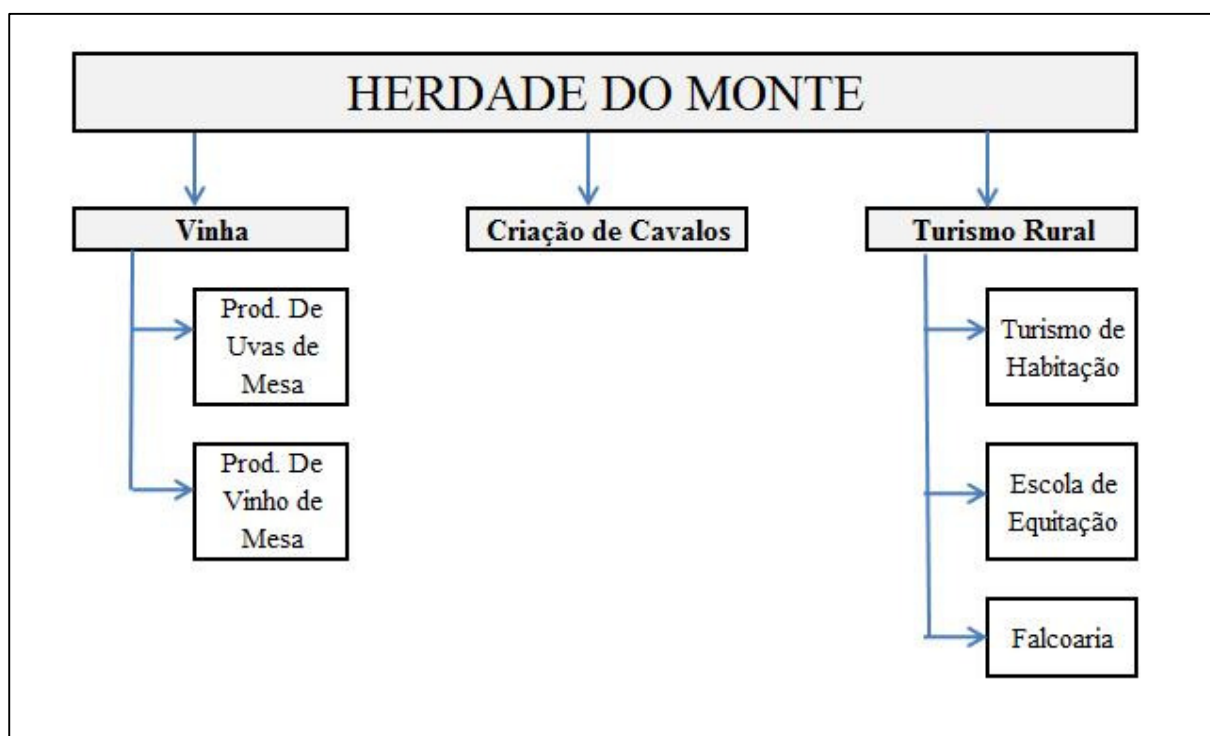 HERDADE DO MONTE
Vinha
Criação de Cavalos
Turismo Rural
Prod. De
Uvas de
Mesa
Prod. De
Vinho de
Mesa
Turismo de
Habitação
Escola de
Equitação
Falcoaria